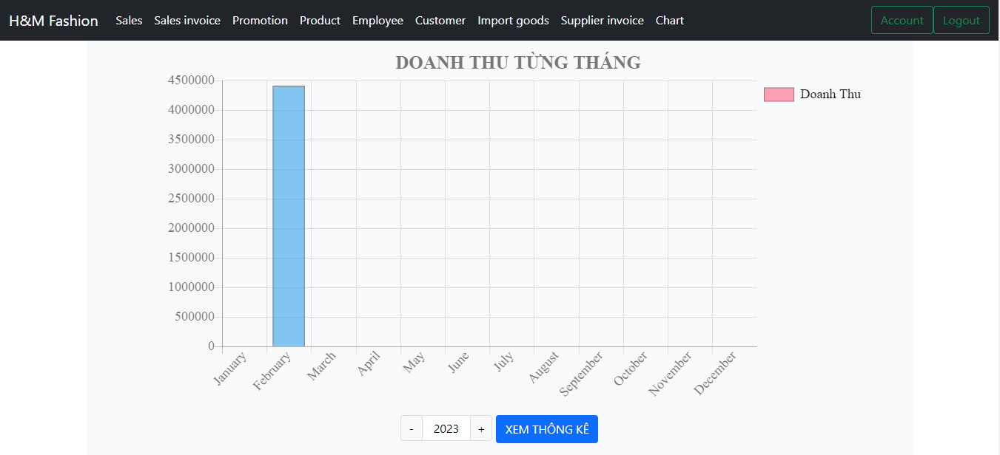 H&M Fashion Sales Sales invoice Promotion Product Employee Customer Import goods Supplier invoice Chart Account Logout
DOANH THU TỪNG THÁNG
Doanh Thu
4500000
4000000
3500000
3000000
2500000
2000000
1500000
1000000
500000
0
January February March April May June July August September October November December
- 2023 + XEM THÔNG KÊ